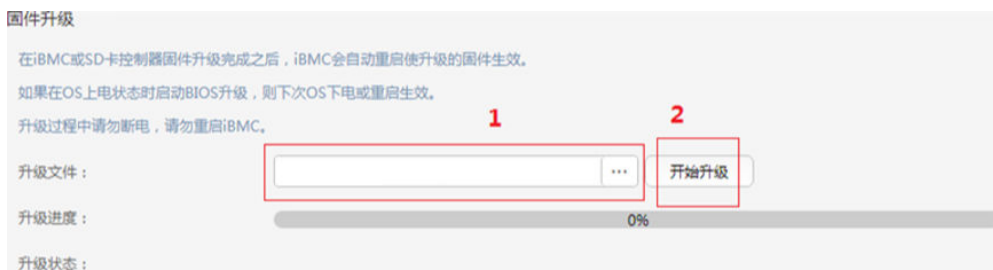 固件升级
在iBMC或SD卡控制器固件升级完成之后，iBMC会自动重启使升级的固件生效。
如果在OS上电状态时启动BIOS升级，则下次OS下电或重启生效。
升级过程中请勿断电，请勿重启iBMC。
1
2
升级文件：
...
开始升级
升级进度：
0%
升级状态：